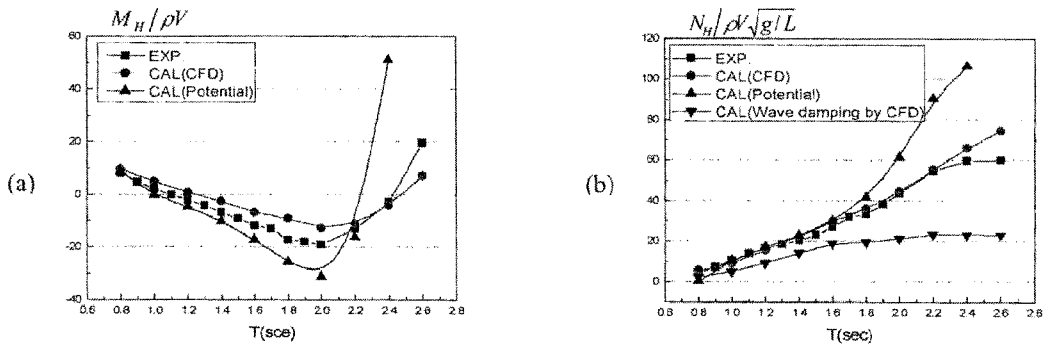 M_H/ρV
60
40
20
0
-20
-40
EXP.
CAL(CFD)
CAL(Potential)
0.6 0.8 1.0 1.2 1.4 1.6 1.8 2.0 2.2 2.4 2.6 2.8
T(sce)
(a)
N_H/ρV√g/L
120
100
80
60
40
20
0
EXP.
CAL(CFD)
CAL(Potential)
CAL(Wave damping by CFD)
0.6 0.8 1.0 1.2 1.4 1.6 1.8 2.0 2.2 2.4 2.6 2.8
T(sec)
(b)